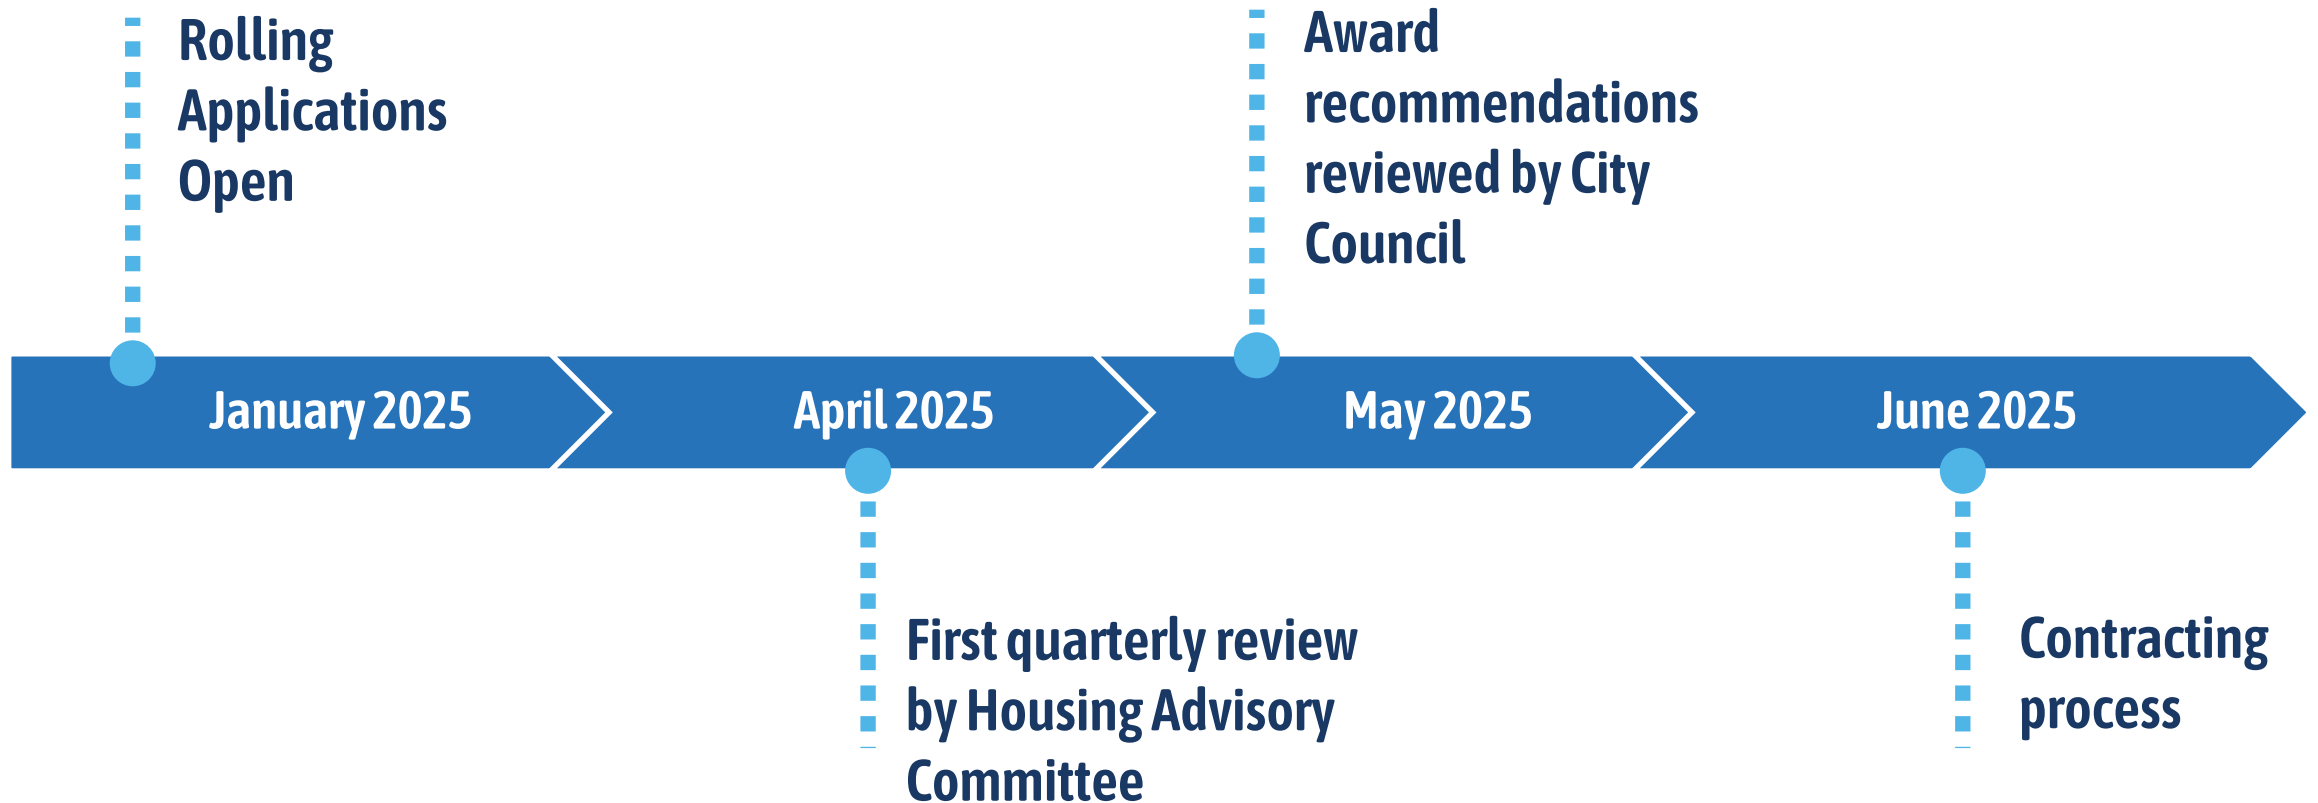 Rolling
Applications
Open
Award
recommendations
reviewed by City
Council
January 2025
April 2025
May 2025
June 2025
First quarterly review
by Housing Advisory
Committee
Contracting
process